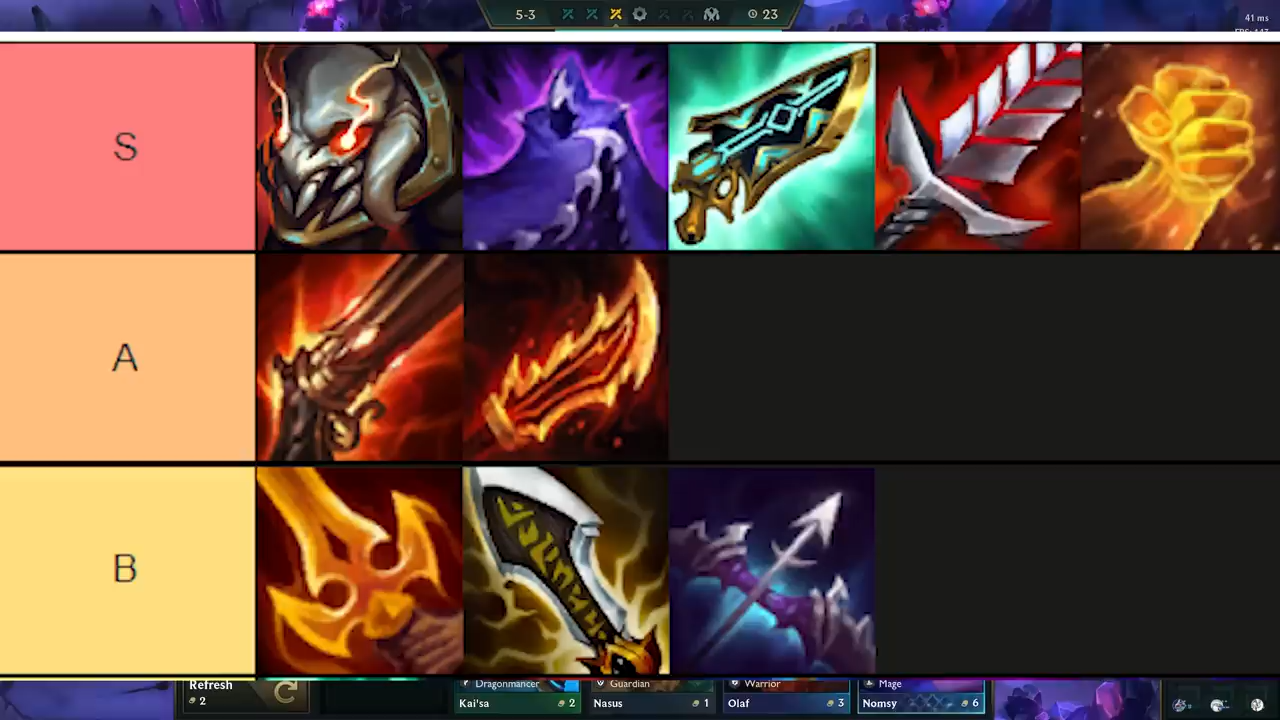 5-3
23
41 ms
S
A
B
Refresh
2
Dragonmancer
Kai'sa 2
Guardian
Nasus 1
Warrior
Olaf 3
Mage
Nomsy 6